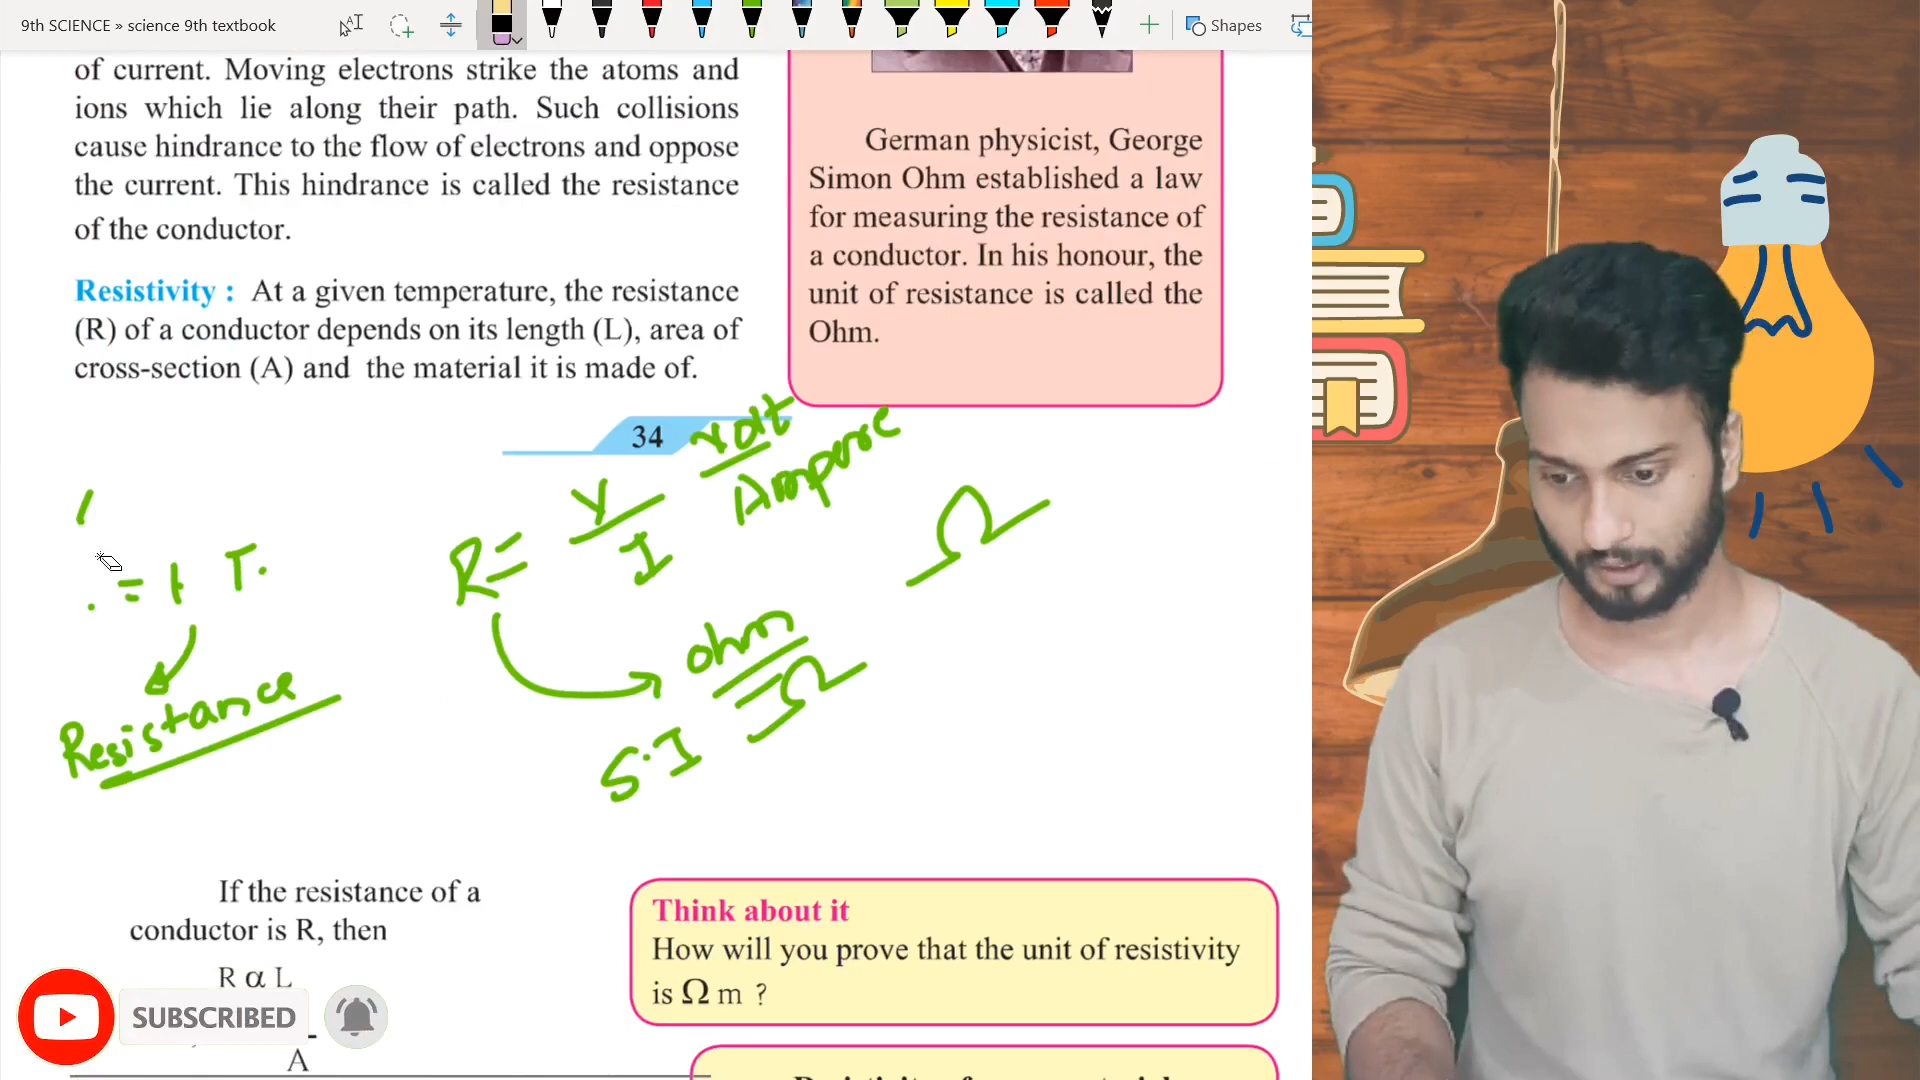 9th SCIENCE » science 9th textbook
Shapes
of current. Moving electrons strike the atoms and
ions which lie along their path. Such collisions
cause hindrance to the flow of electrons and oppose
the current. This hindrance is called the resistance
of the conductor.
Resistivity : At a given temperature, the resistance
(R) of a conductor depends on its length (L), area of
cross-section (A) and the material it is made of.
German physicist, George
Simon Ohm established a law
for measuring the resistance of
a conductor. In his honour, the
unit of resistance is called the
Ohm.
34
R= V/I volt/Ampere
Ω
= I T.
Resistance
ohm
Ω
S.I
If the resistance of a
conductor is R, then
R α L
A
Think about it
How will you prove that the unit of resistivity
is Ω m ?
SUBSCRIBED